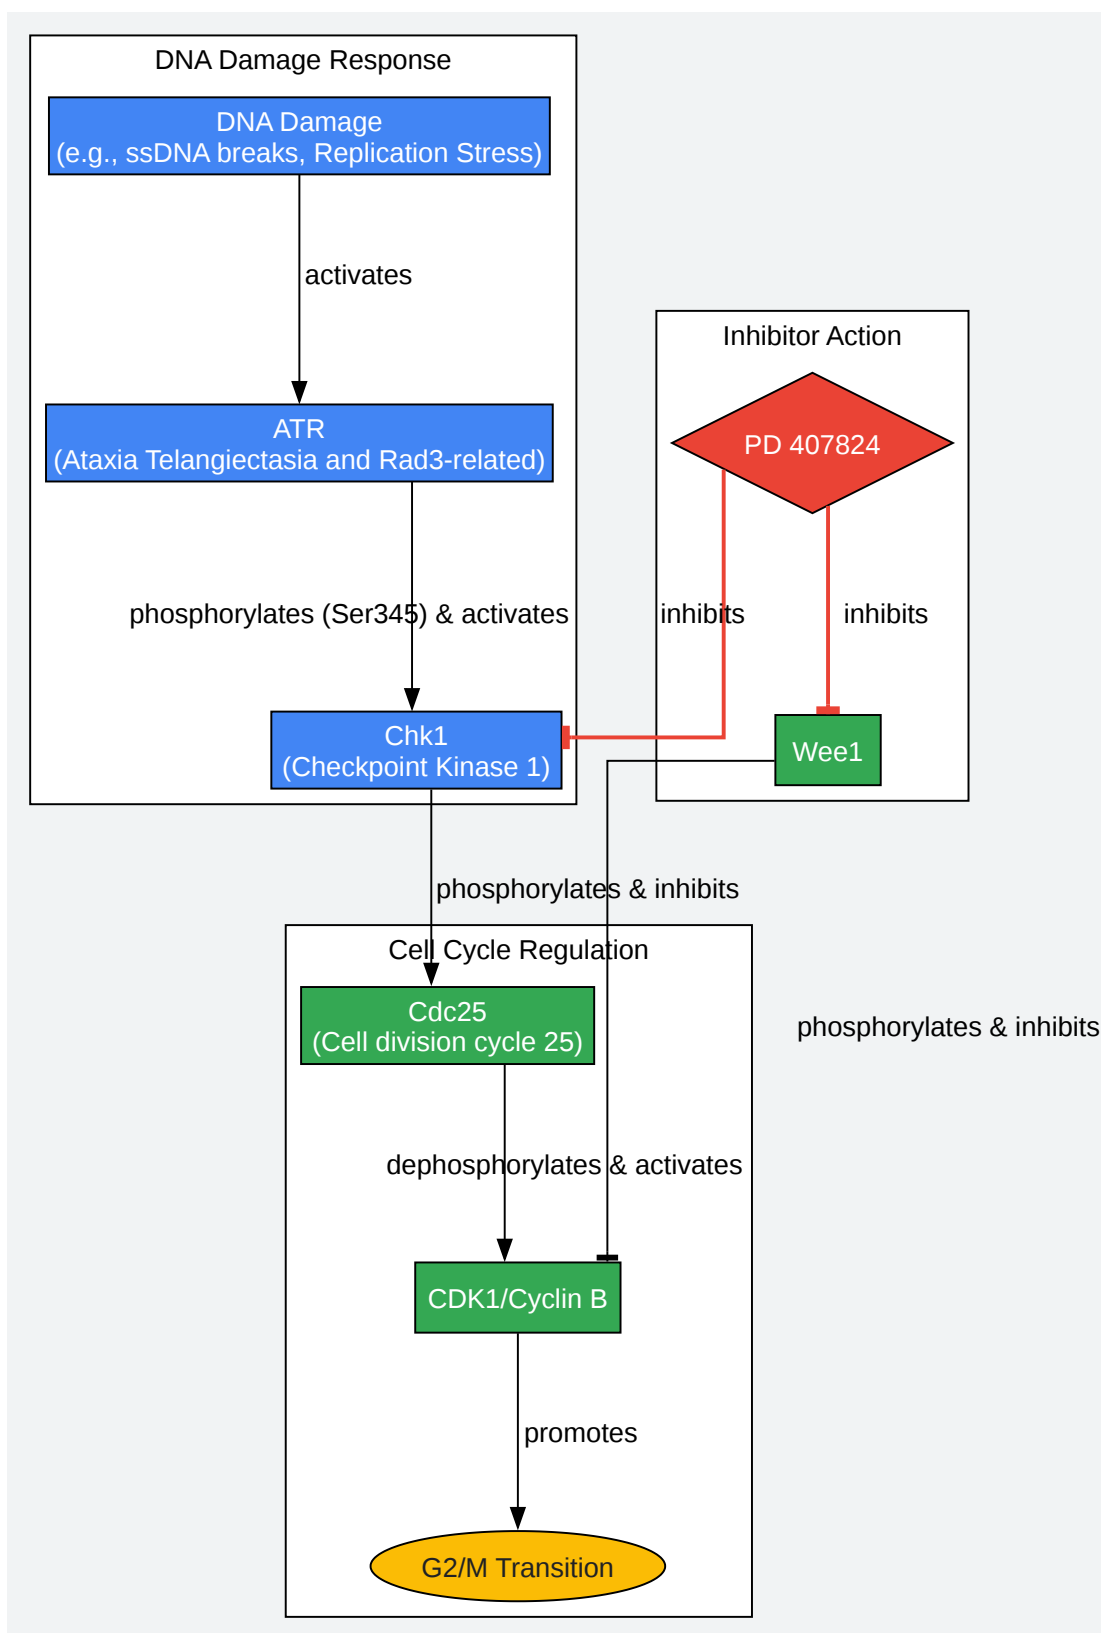 DNA Damage Response
DNA Damage
(e.g., ssDNA breaks, Replication Stress)
activates
Inhibitor Action
ATR
(Ataxia Telangiectasia and Rad3-related)
PD 407824
phosphorylates (Ser345) & activates
inhibits
inhibits
Chk1
(Checkpoint Kinase 1)
Wee1
phosphorylates & inhibits
Cell Cycle Regulation
Cdc25
(Cell division cycle 25)
phosphorylates & inhibits
dephosphorylates & activates
CDK1/Cyclin B
promotes
G2/M Transition